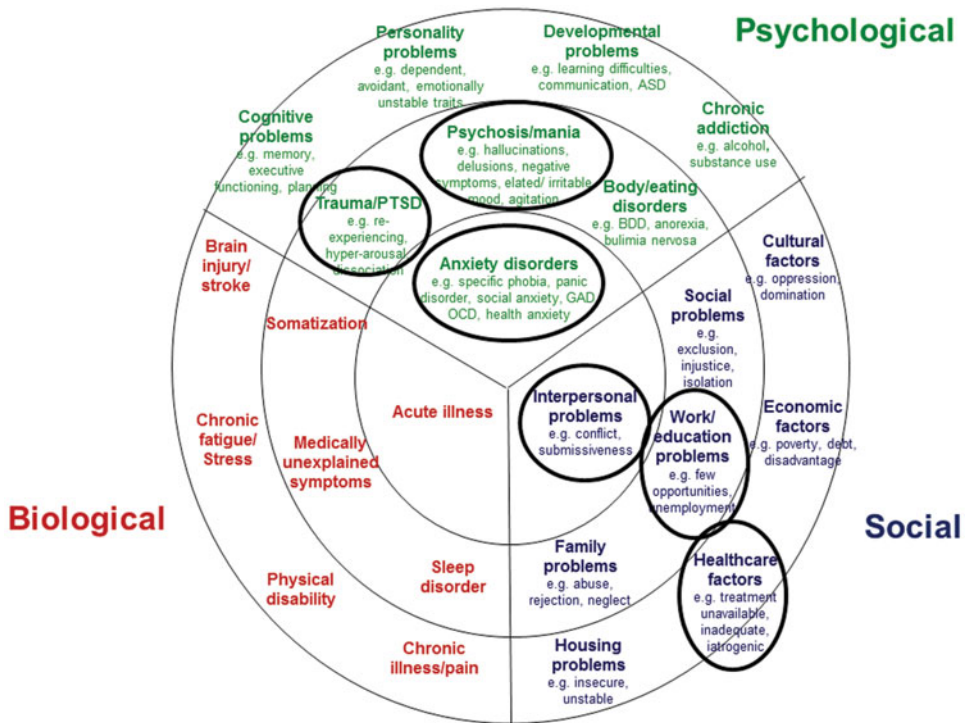 Psychological
Personality
problems
e.g. dependent,
avoidant, emotionally
unstable traits
Developmental
problems
e.g. learning difficulties,
communication, ASD
Cognitive
problems
e.g. memory,
executive
functioning, planning
Psychosis/mania
e.g. hallucinations,
delusions, negative
symptoms, elated/ irritable
mood, agitation
Chronic
addiction
e.g. alcohol,
substance use
Trauma/PTSD
e.g. re-
experiencing,
hyper-arousal
dissociation
Body/eating
disorders
e.g. BDD, anorexia,
bulimia nervosa
Anxiety disorders
e.g. specific phobia, panic
disorder, social anxiety, GAD
OCD, health anxiety
Biological
Brain
injury/
stroke
Somatization
Acute illness
Chronic
fatigue/
Stress
Medically
unexplained
symptoms
Physical
disability
Sleep
disorder
Chronic
illness/pain
Social
Cultural
factors
e.g. oppression,
domination
Social
problems
e.g.
exclusion,
injustice,
isolation
Interpersonal
problems
e.g. conflict,
submissiveness
Work/
education
problems
e.g. few
opportunities,
unemployment
Economic
factors
e.g. poverty, debt,
disadvantage
Family
problems
e.g. abuse,
rejection, neglect
Healthcare
factors
e.g. treatment
unavailable,
inadequate,
iatrogenic
Housing
problems
e.g. insecure,
unstable